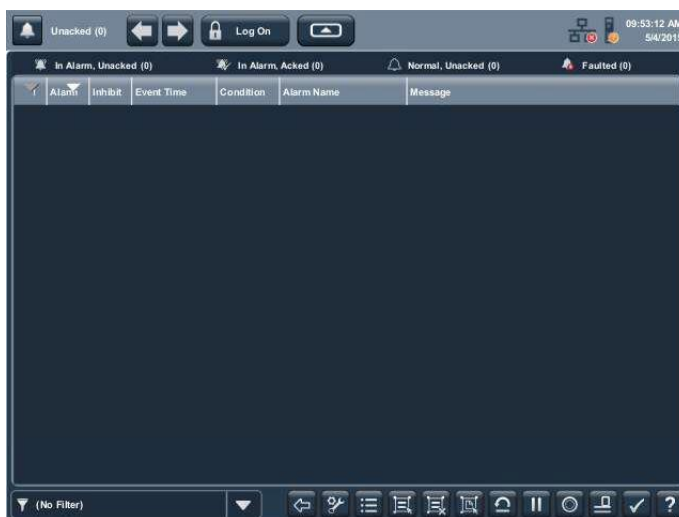 Unacked (0)
Log On
09:53:12 AM
5/4/201
In Alarm, Unacked (0)
In Alarm, Acked (0)
Normal, Unacked (0)
Faulted (0)
Alarm
Inhibit
Event Time
Condition
Alarm Name
Message
(No Filter)
?